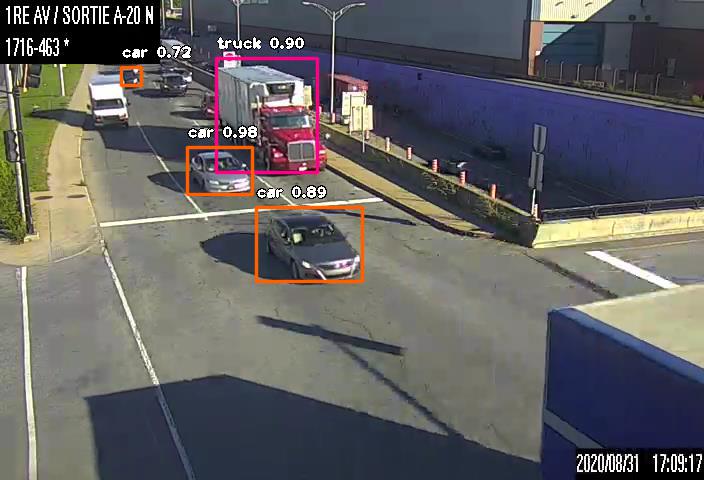 1RE AV / SORTIE A-20 N
1716-463 *
car 0.72
truck 0.90
car 0.98
car 0.89
2020/08/31 17:09:17